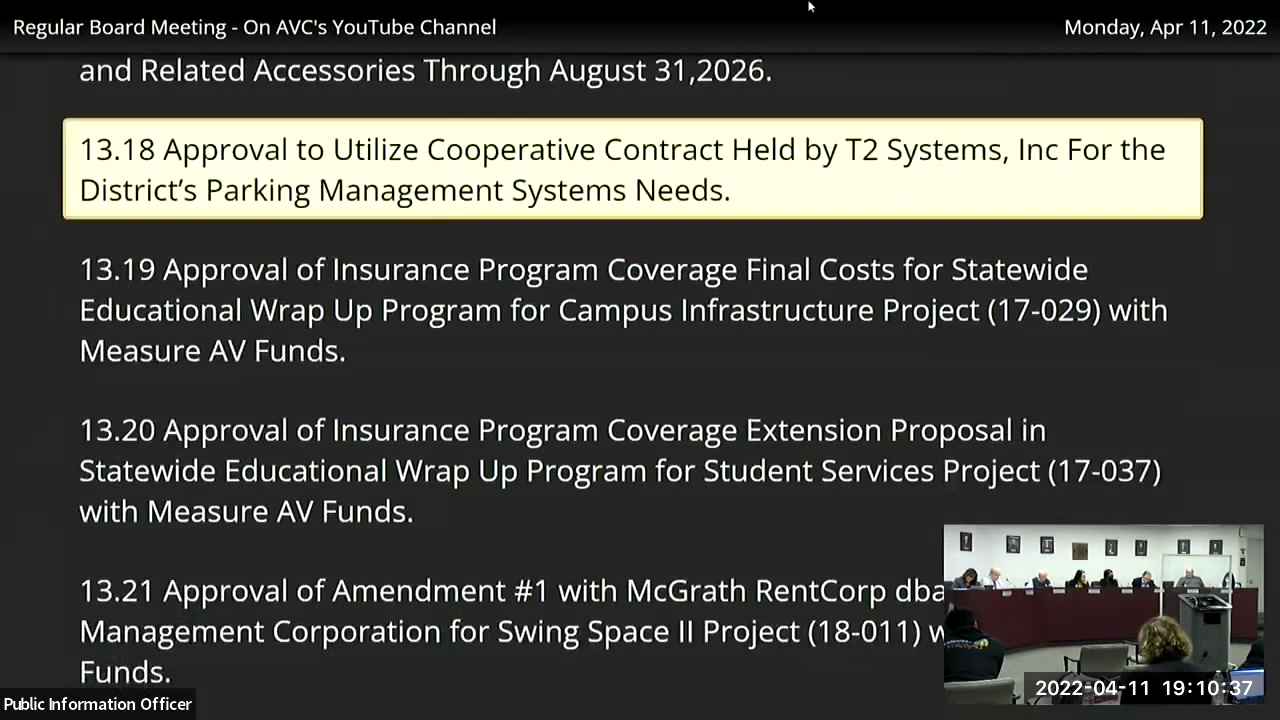 Regular Board Meeting - On AVC's YouTube Channel
Monday, Apr 11, 2022
and Related Accessories Through August 31,2026.
13.18 Approval to Utilize Cooperative Contract Held by T2 Systems, Inc For the
District’s Parking Management Systems Needs.
13.19 Approval of Insurance Program Coverage Final Costs for Statewide
Educational Wrap Up Program for Campus Infrastructure Project (17-029) with
Measure AV Funds.
13.20 Approval of Insurance Program Coverage Extension Proposal in
Statewide Educational Wrap Up Program for Student Services Project (17-037)
with Measure AV Funds.
13.21 Approval of Amendment #1 with McGrath RentCorp dba
Management Corporation for Swing Space II Project (18-011) w
Funds.
Public Information Officer
2022-04-11 19:10:37